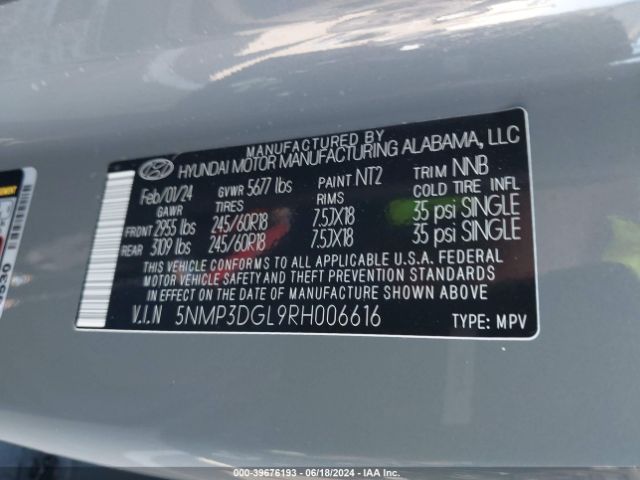 MANUFACTURED BY
HYUNDAI MOTOR MANUFACTURING ALABAMA, LLC
Feb/01/24 GVWR 5677 lbs PAINT NT2 TRIM NNB
GAWR TIRES RIMS COLD TIRE INFL
FRONT 2955 lbs 245/60R18 7.5JX18 35 psi SINGLE
REAR 3109 lbs 245/60R18 7.5JX18 35 psi SINGLE
THIS VEHICLE CONFORMS TO ALL APPLICABLE U.S.A. FEDERAL
MOTOR VEHICLE SAFETY AND THEFT PREVENTION STANDARDS
IN EFFECT ON THE DATE OF MANUFACTURE SHOWN ABOVE
V.I.N 5NMP3DGL9RH006616 TYPE: MPV
IAA-39676193 - 06/18/2024 - IAAI.COM